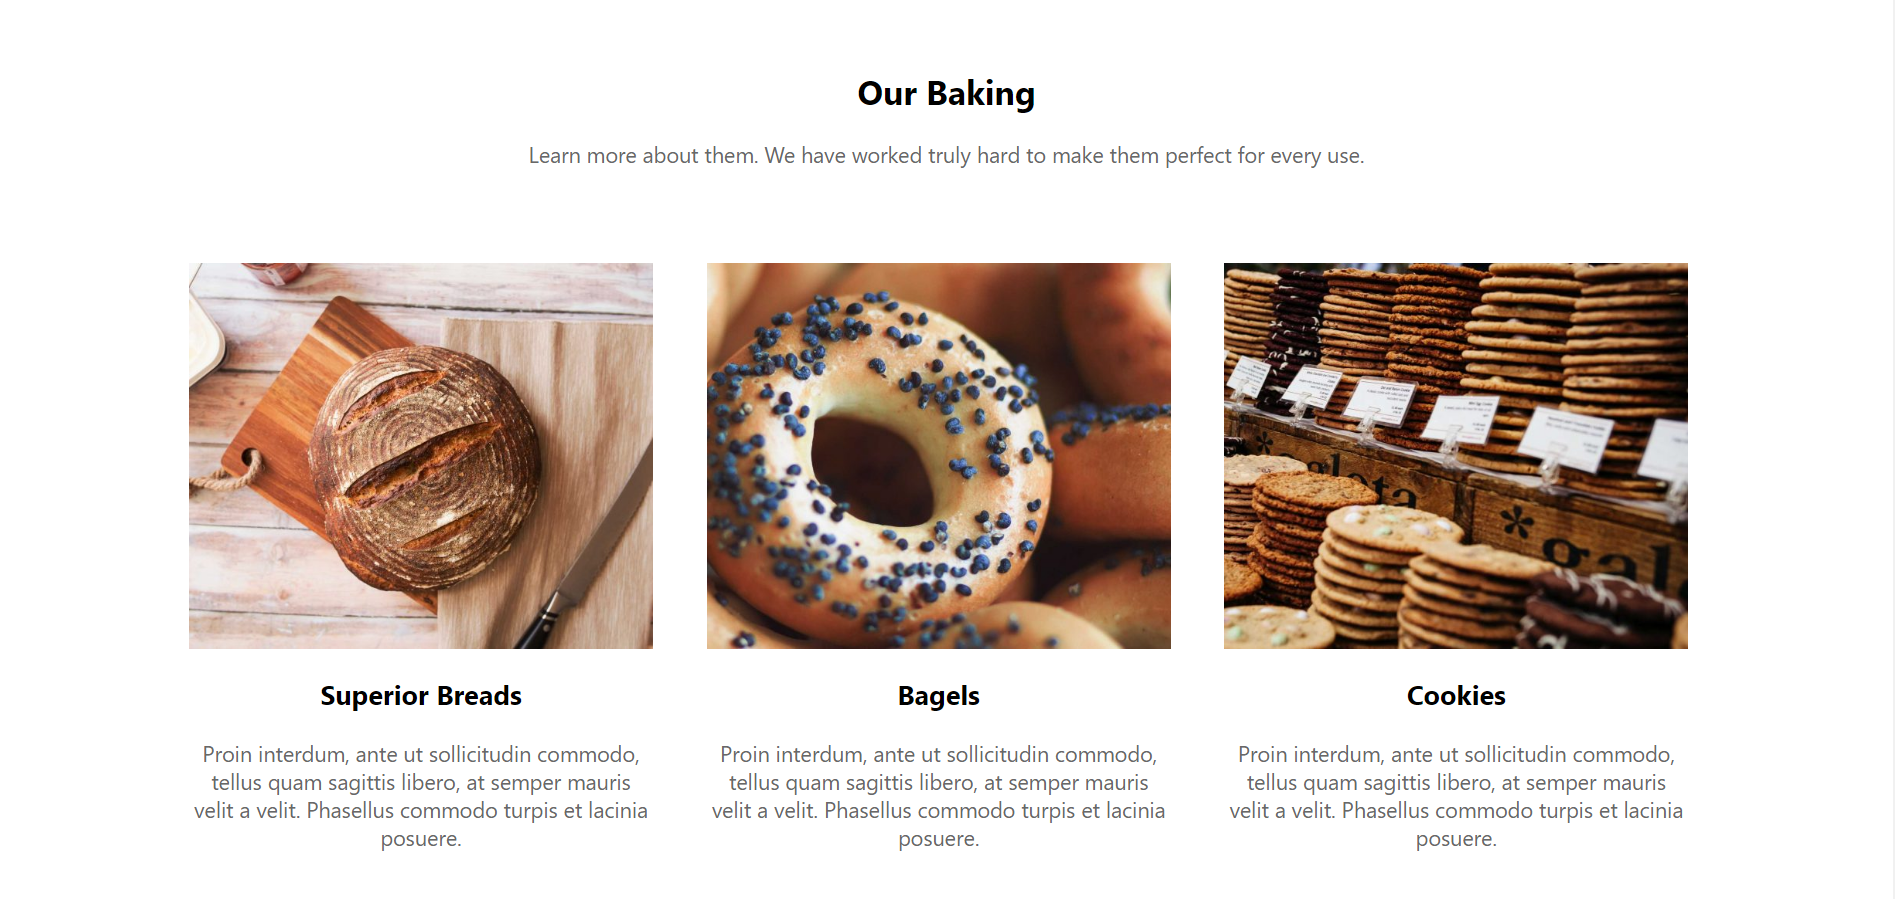 Our Baking
Learn more about them. We have worked truly hard to make them perfect for every use.
Superior Breads
Proin interdum, ante ut sollicitudin commodo,
tellus quam sagittis libero, at semper mauris
velit a velit. Phasellus commodo turpis et lacinia
posuere.
Bagels
Proin interdum, ante ut sollicitudin commodo,
tellus quam sagittis libero, at semper mauris
velit a velit. Phasellus commodo turpis et lacinia
posuere.
Cookies
Proin interdum, ante ut sollicitudin commodo,
tellus quam sagittis libero, at semper mauris
velit a velit. Phasellus commodo turpis et lacinia
posuere.